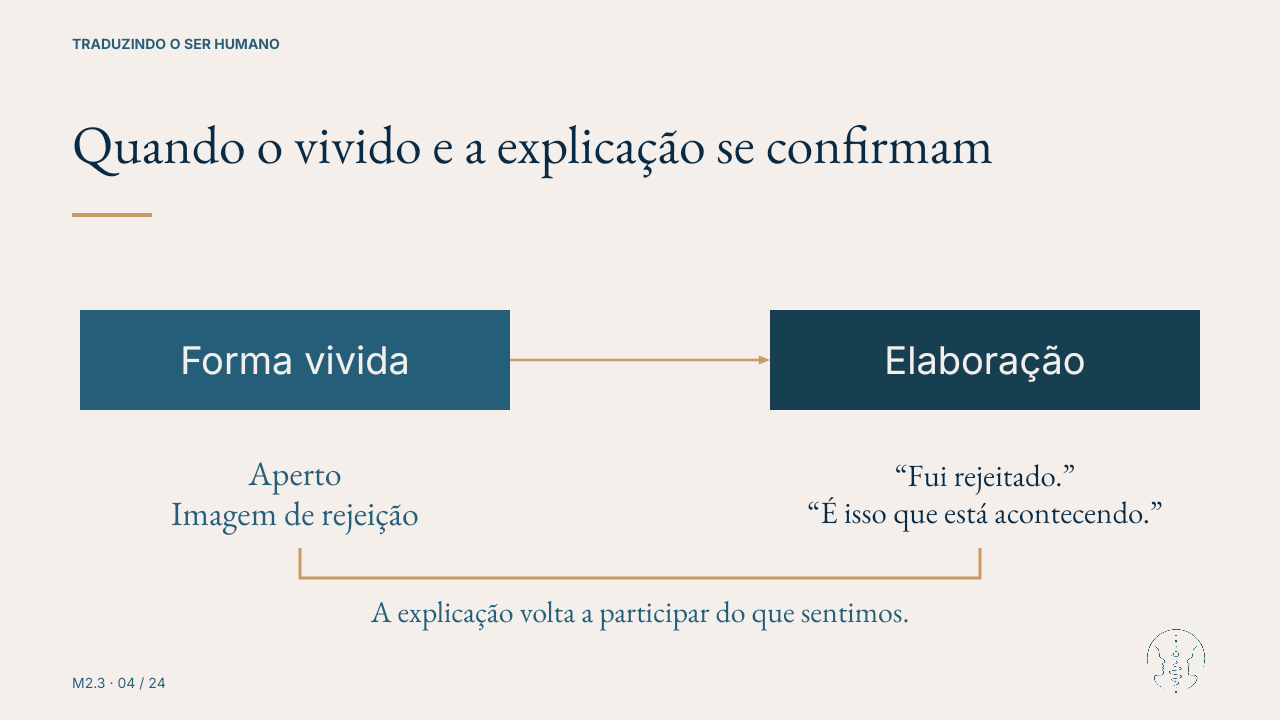 TRADUZINDO O SER HUMANO
Quando o vivido e a explicação se confirmam
Forma vivida
Elaboração
Aperto
Imagem de rejeição
“Fui rejeitado.”
“É isso que está acontecendo.”
A explicação volta a participar do que sentimos.
M2.3 · 04 / 24